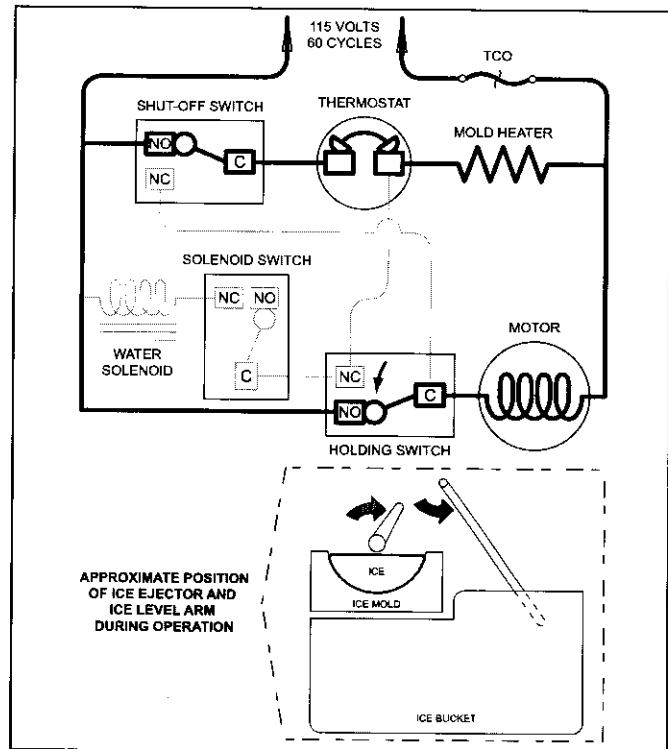 115 VOLTS
60 CYCLES
TCO
SHUT-OFF SWITCH
THERMOSTAT
MOLD HEATER
NO
C
NC
SOLENOID SWITCH
NC NO
MOTOR
WATER
SOLENOID
C
NC
C
NO
HOLDING SWITCH
APPROXIMATE POSITION
OF ICE EJECTOR AND
ICE LEVEL ARM
DURING OPERATION
ICE
ICE MOLD
ICE BUCKET